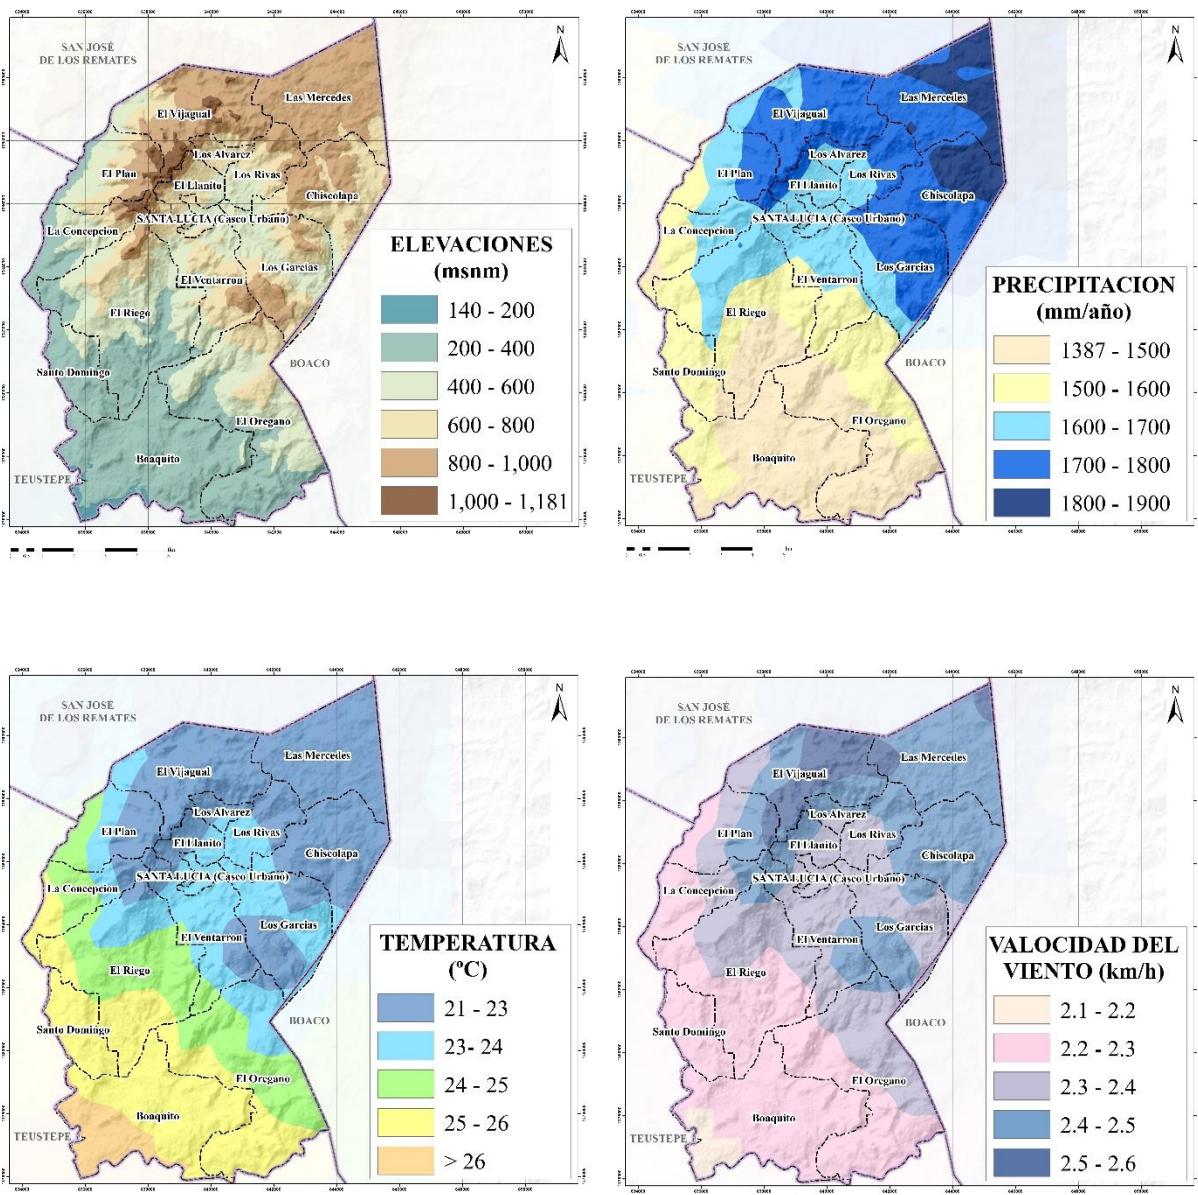 SAN JOSÉ
DE LOS REMATES
N
Las Mercedes
El Vijagual
Los Alvarez
El Plan
Los Rivas
El Llanito
Chiscolapa
SANTA LUCIA (Casco Urbano)
La Concepcion
Los Garcias
El Ventarron
El Riego
BOACO
Santo Domingo
El Oregano
Boaquito
TEUSTEPE
ELEVACIONES
(msnm)
140 - 200
200 - 400
400 - 600
600 - 800
800 - 1,000
1,000 - 1,181
SAN JOSÉ
DE LOS REMATES
N
Las Mercedes
El Vijagual
Los Alvarez
El Plan
Los Rivas
El Llanito
Chiscolapa
SANTA LUCIA (Casco Urbano)
La Concepcion
Los Garcias
El Ventarron
El Riego
BOACO
Santo Domingo
El Oregano
Boaquito
TEUSTEPE
PRECIPITACION
(mm/año)
1387 - 1500
1500 - 1600
1600 - 1700
1700 - 1800
1800 - 1900
SAN JOSÉ
DE LOS REMATES
N
Las Mercedes
El Vijagual
Los Alvarez
El Plan
Los Rivas
El Llanito
Chiscolapa
SANTA LUCIA (Casco Urbano)
La Concepcion
Los Garcias
El Ventarron
El Riego
BOACO
Santo Domingo
El Oregano
Boaquito
TEUSTEPE
TEMPERATURA
(ºC)
21 - 23
23- 24
24 - 25
25 - 26
> 26
SAN JOSÉ
DE LOS REMATES
N
Las Mercedes
El Vijagual
Los Alvarez
El Plan
Los Rivas
El Llanito
Chiscolapa
SANTA LUCIA (Casco Urbano)
La Concepcion
Los Garcias
El Ventarron
El Riego
BOACO
Santo Domingo
El Oregano
Boaquito
TEUSTEPE
VALOCIDAD DEL
VIENTO (km/h)
2.1 - 2.2
2.2 - 2.3
2.3 - 2.4
2.4 - 2.5
2.5 - 2.6